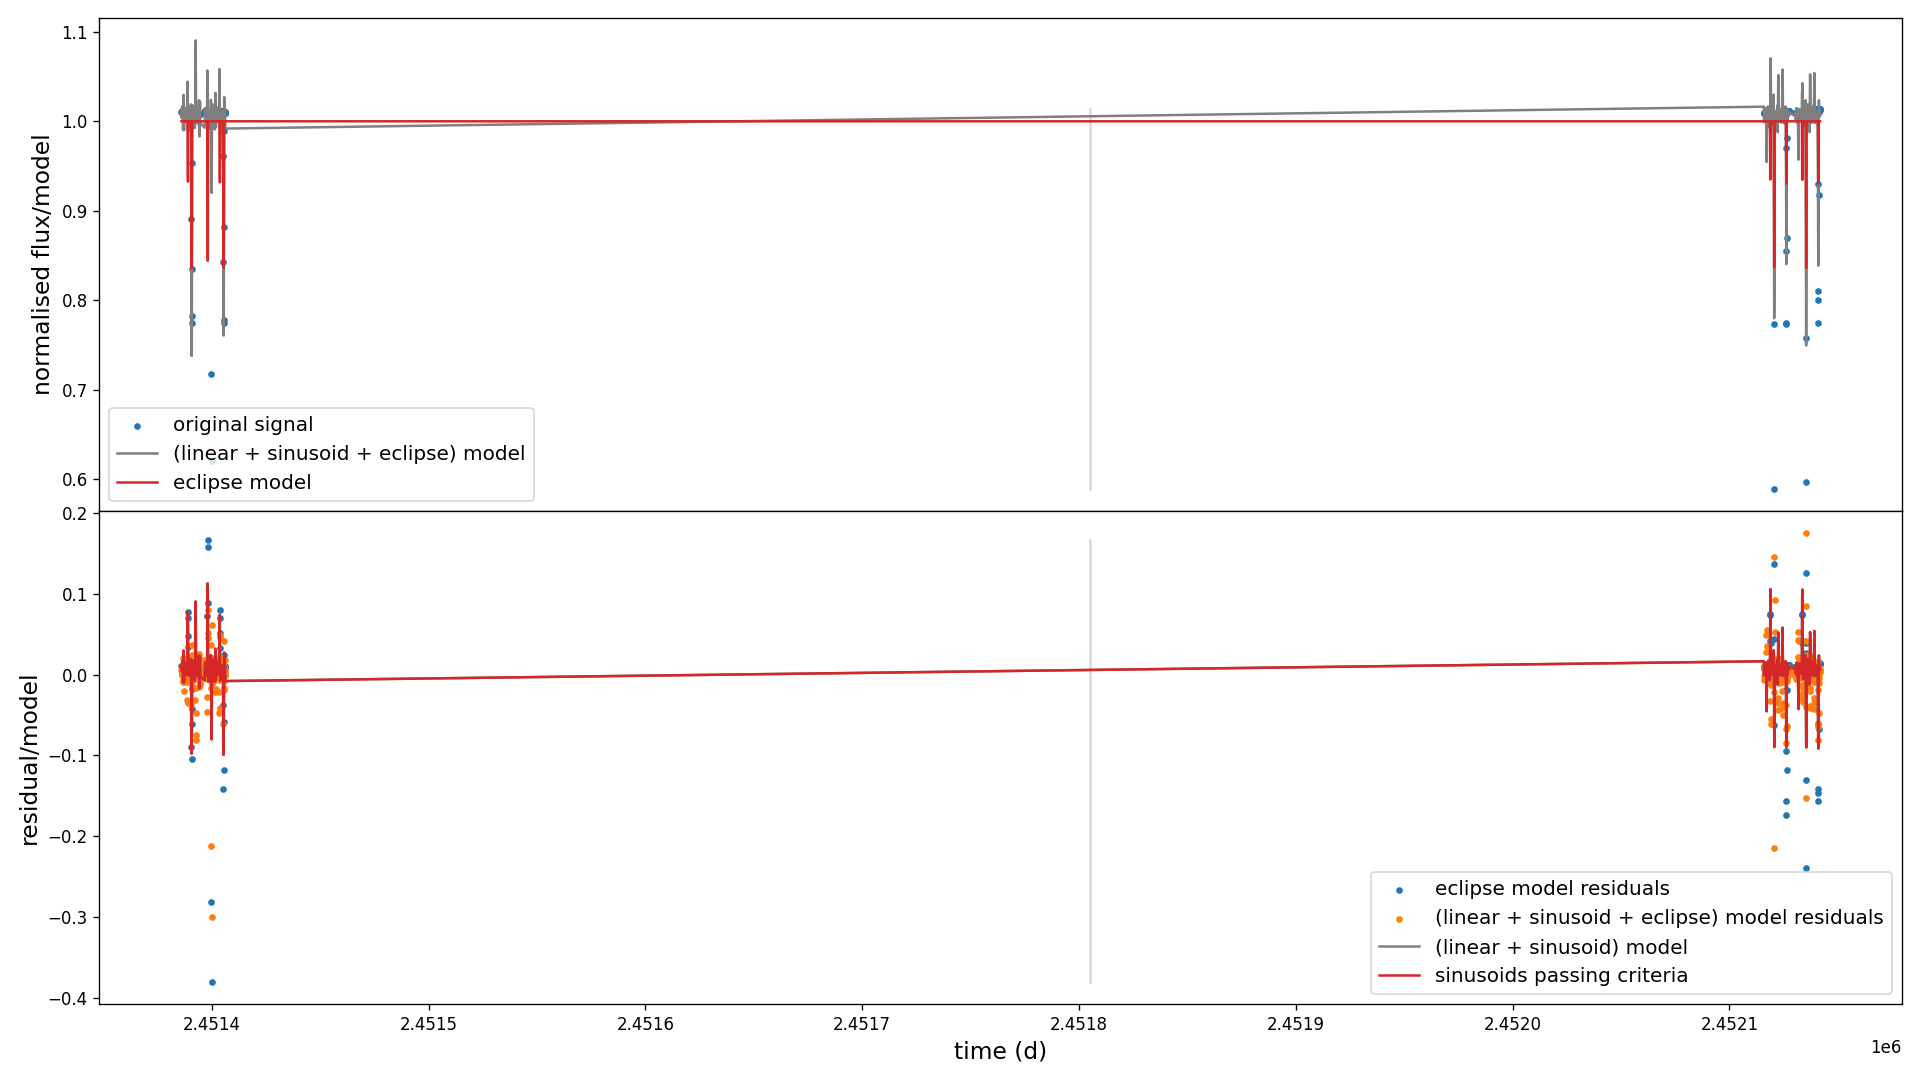 1.1
1.0
0.9
0.8
0.7
0.6
normalised flux/model
original signal
(linear + sinusoid + eclipse) model
eclipse model
0.2
0.1
0.0
−0.1
−0.2
−0.3
−0.4
residual/model
eclipse model residuals
(linear + sinusoid + eclipse) model residuals
(linear + sinusoid) model
sinusoids passing criteria
2.4514 2.4515 2.4516 2.4517 2.4518 2.4519 2.4520 2.4521
time (d)
1e6